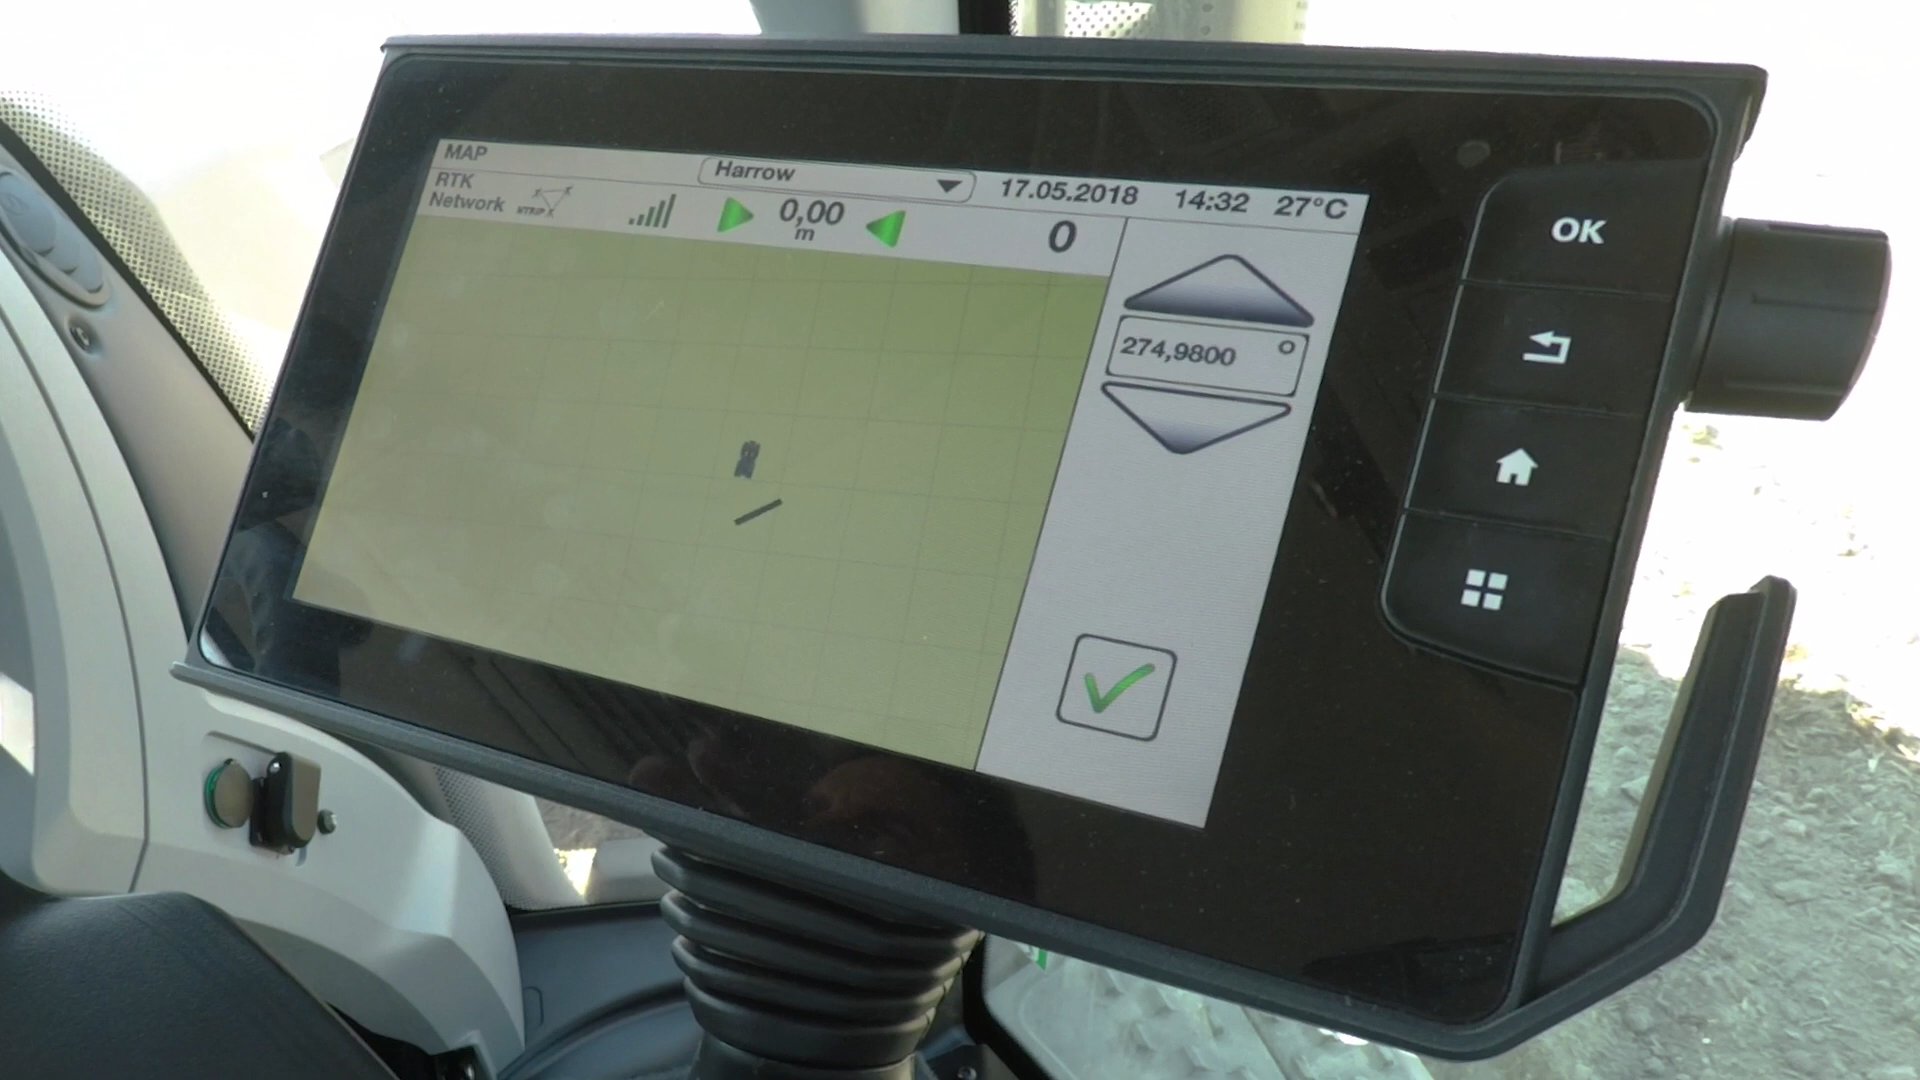 MAP
Harrow
17.05.2018 14:32 27°C
RTK
Network
NTRIP
0,00
m
0
274,9800 °
OK